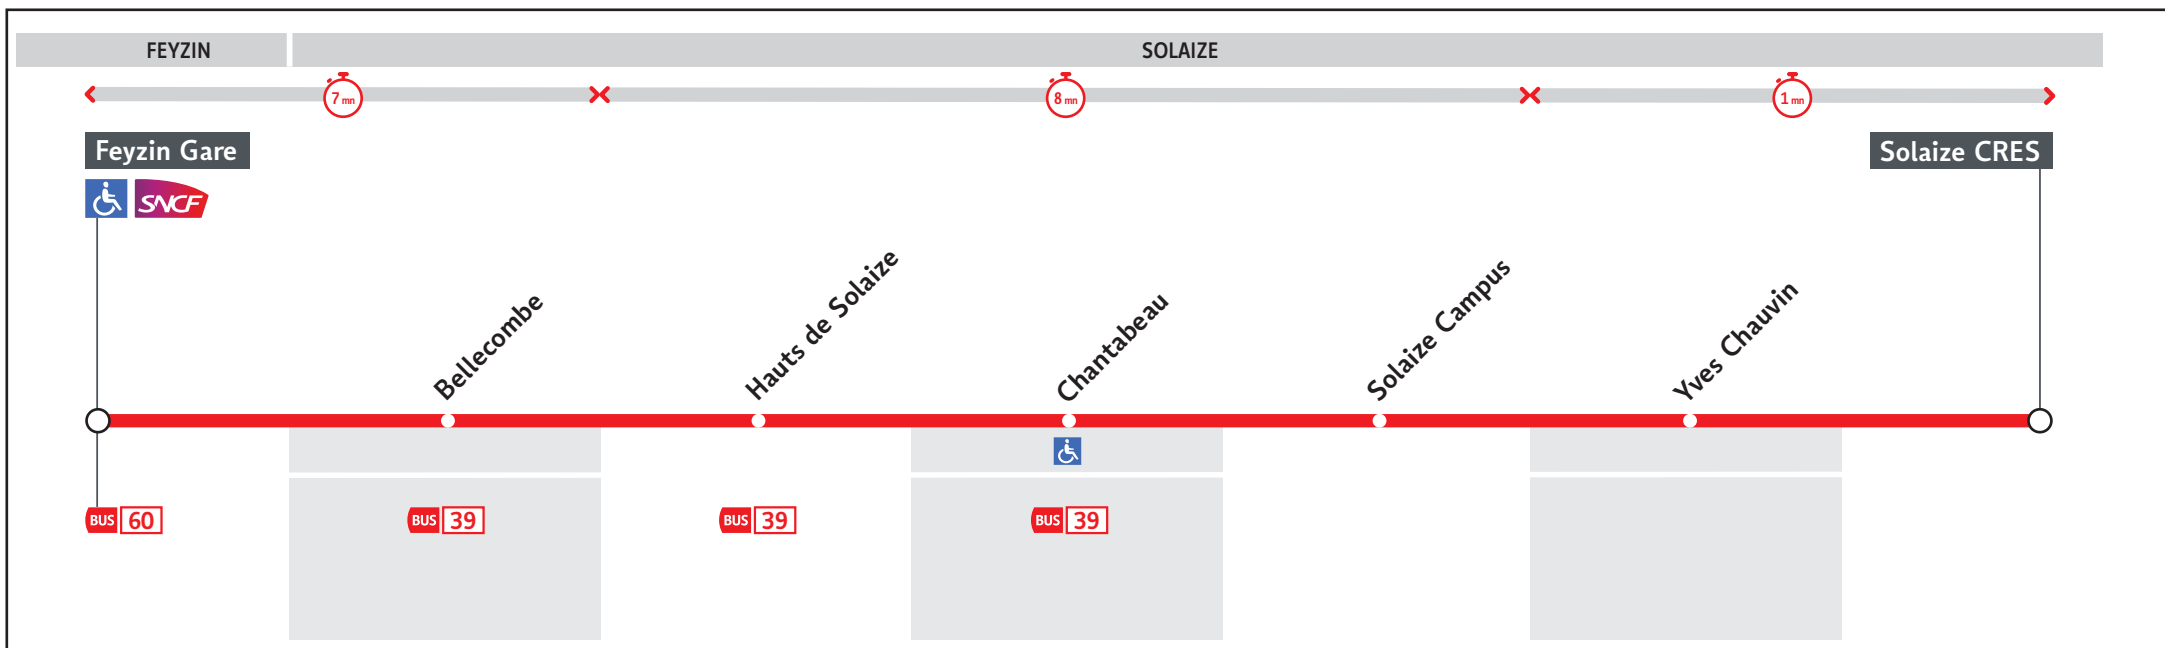 FEYZIN
SOLAIZE
7 mn
8 mn
1 mn
Feyzin Gare
Solaize CRES
SNCF
Bellecombe
Hauts de Solaize
Chantabeau
Solaize Campus
Yves Chauvin
BUS 60
BUS 39
BUS 39
BUS 39